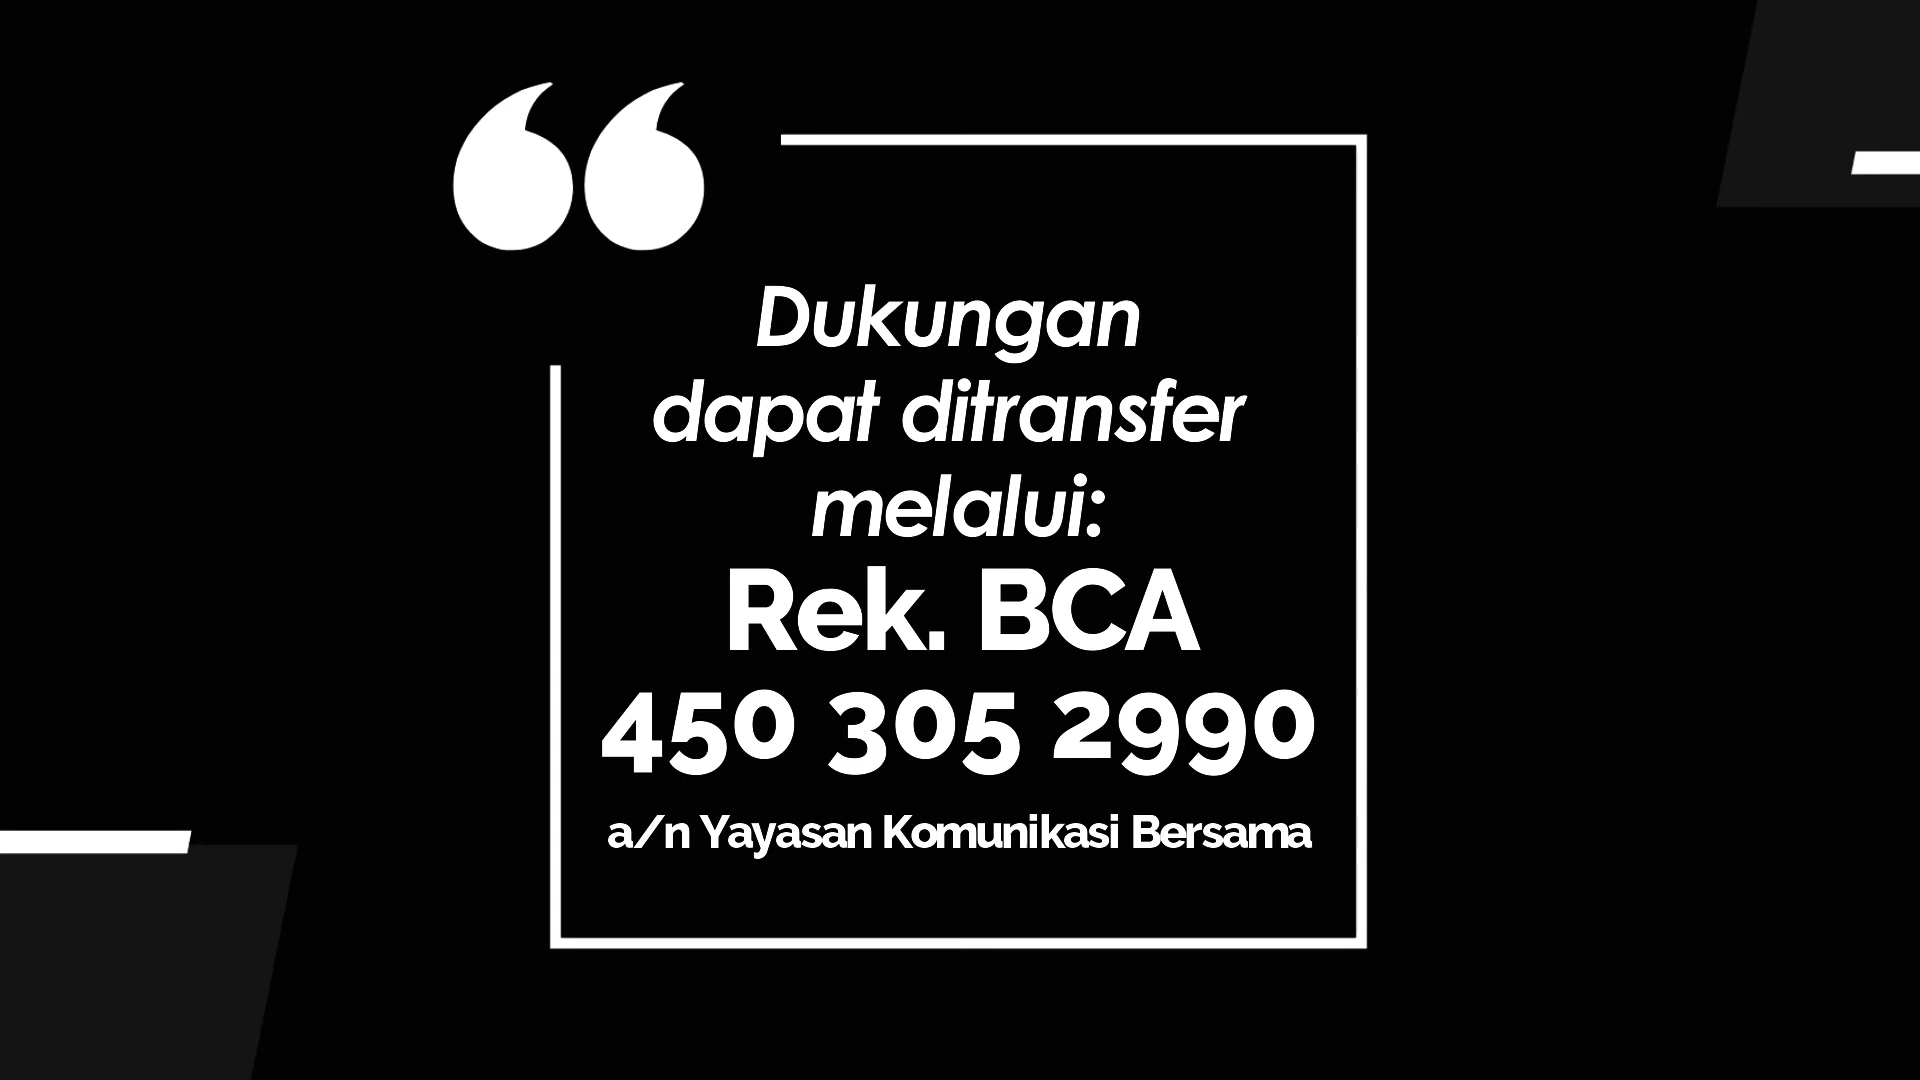 Dukungan
dapat ditransfer
melalui:
Rek. BCA
450 305 2990
a/n Yayasan Komunikasi Bersama